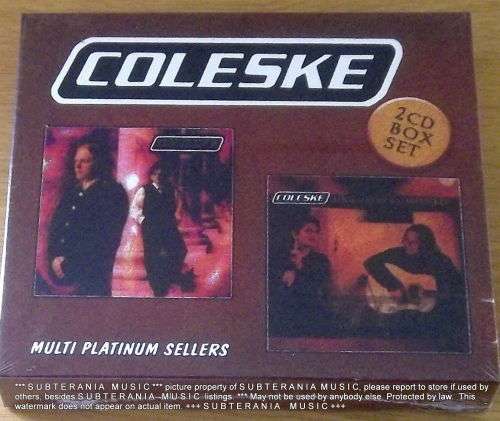 COLESKE
2CD
BOX
SET
COLESKE
COLESKE
MULTI PLATINUM SELLERS
*** SUBTERANIA MUSIC *** picture property of SUBTERANIA MUSIC, please report to store if used by
others, besides SUBTERANIA MUSIC listings. *** May not be used by anybody else. Protected by law. This
watermark does not appear on actual item. +++ SUBTERANIA MUSIC +++